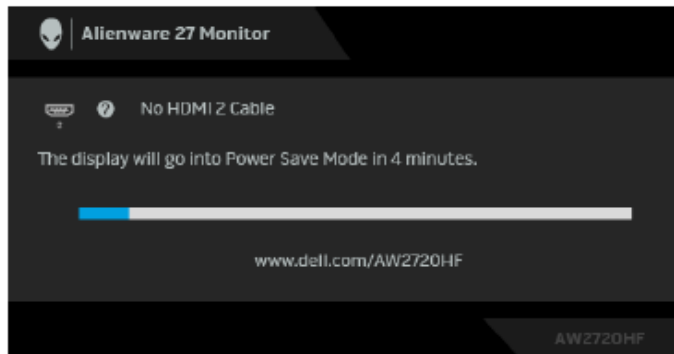 Alienware 27 Monitor
? No HDMI 2 Cable
2
The display will go into Power Save Mode in 4 minutes.
www.dell.com/AW2720HF
AW2720HF